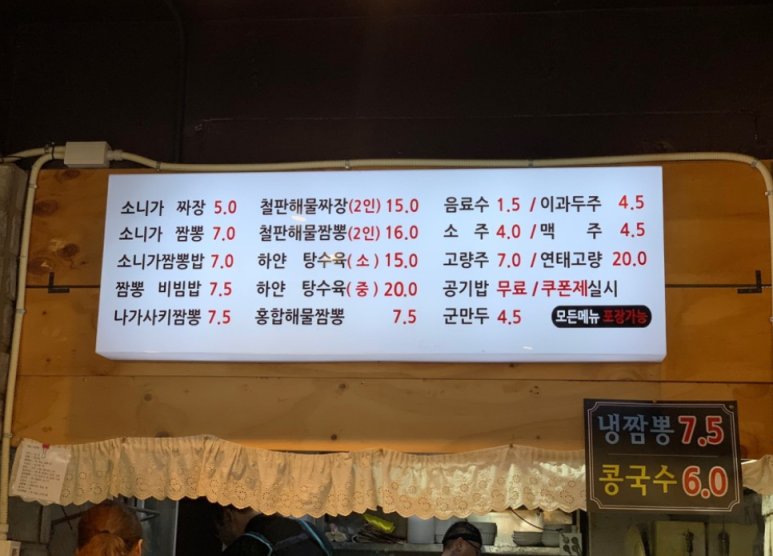 소니가 짜장 5.0
소니가 짬뽕 7.0
소니가짬뽕밥 7.0
짬뽕 비빔밥 7.5
나가사키짬뽕 7.5
철판해물짜장(2인) 15.0
철판해물짬뽕(2인) 16.0
하얀 탕수육(소) 15.0
하얀 탕수육(중) 20.0
홍합해물짬뽕 7.5
음료수 1.5 / 이과두주 4.5
소 주 4.0 / 맥 주 4.5
고량주 7.0 / 연태고량 20.0
공기밥 무료 / 쿠폰제실시
군만두 4.5 모든메뉴 포장가능
냉짬뽕 7.5
콩국수 6.0